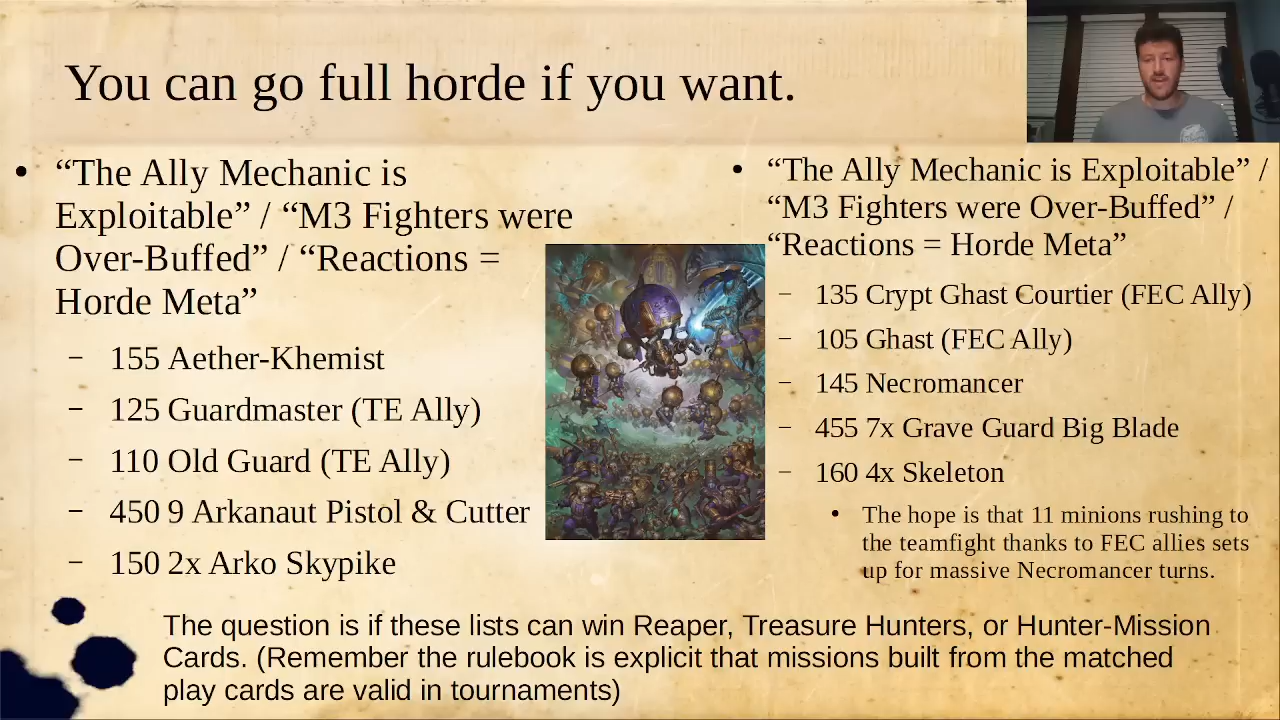 You can go full horde if you want.
• “The Ally Mechanic is
Exploitable” / “M3 Fighters were
Over-Buffed” / “Reactions =
Horde Meta”
– 155 Aether-Khemist
– 125 Guardmaster (TE Ally)
– 110 Old Guard (TE Ally)
– 450 9 Arkanaut Pistol & Cutter
– 150 2x Arko Skypike
• “The Ally Mechanic is Exploitable” /
“M3 Fighters were Over-Buffed” /
“Reactions = Horde Meta”
– 135 Crypt Ghast Courtier (FEC Ally)
– 105 Ghast (FEC Ally)
– 145 Necromancer
– 455 7x Grave Guard Big Blade
– 160 4x Skeleton
• The hope is that 11 minions rushing to
the teamfight thanks to FEC allies sets
up for massive Necromancer turns.
The question is if these lists can win Reaper, Treasure Hunters, or Hunter-Mission
Cards. (Remember the rulebook is explicit that missions built from the matched
play cards are valid in tournaments)